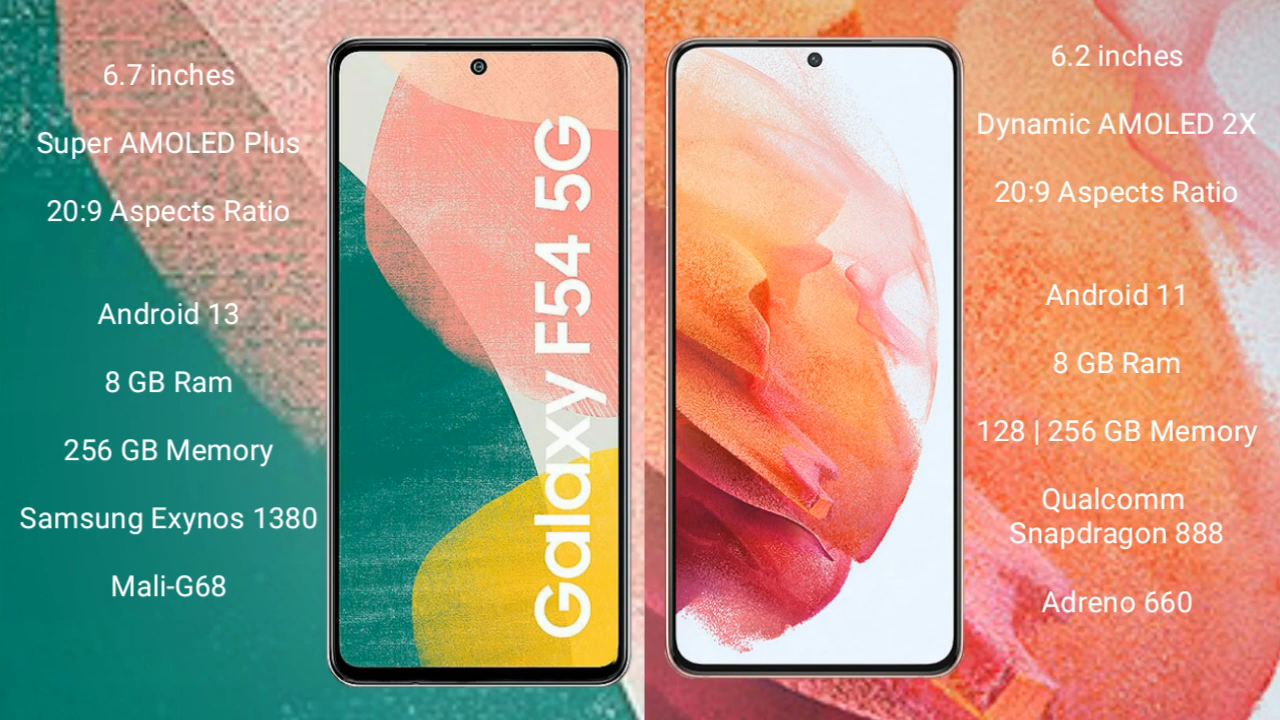 6.7 inches
Super AMOLED Plus
20:9 Aspects Ratio
Android 13
8 GB Ram
256 GB Memory
Samsung Exynos 1380
Mali-G68
Galaxy F54 5G
6.2 inches
Dynamic AMOLED 2X
20:9 Aspects Ratio
Android 11
8 GB Ram
128 | 256 GB Memory
Qualcomm
Snapdragon 888
Adreno 660